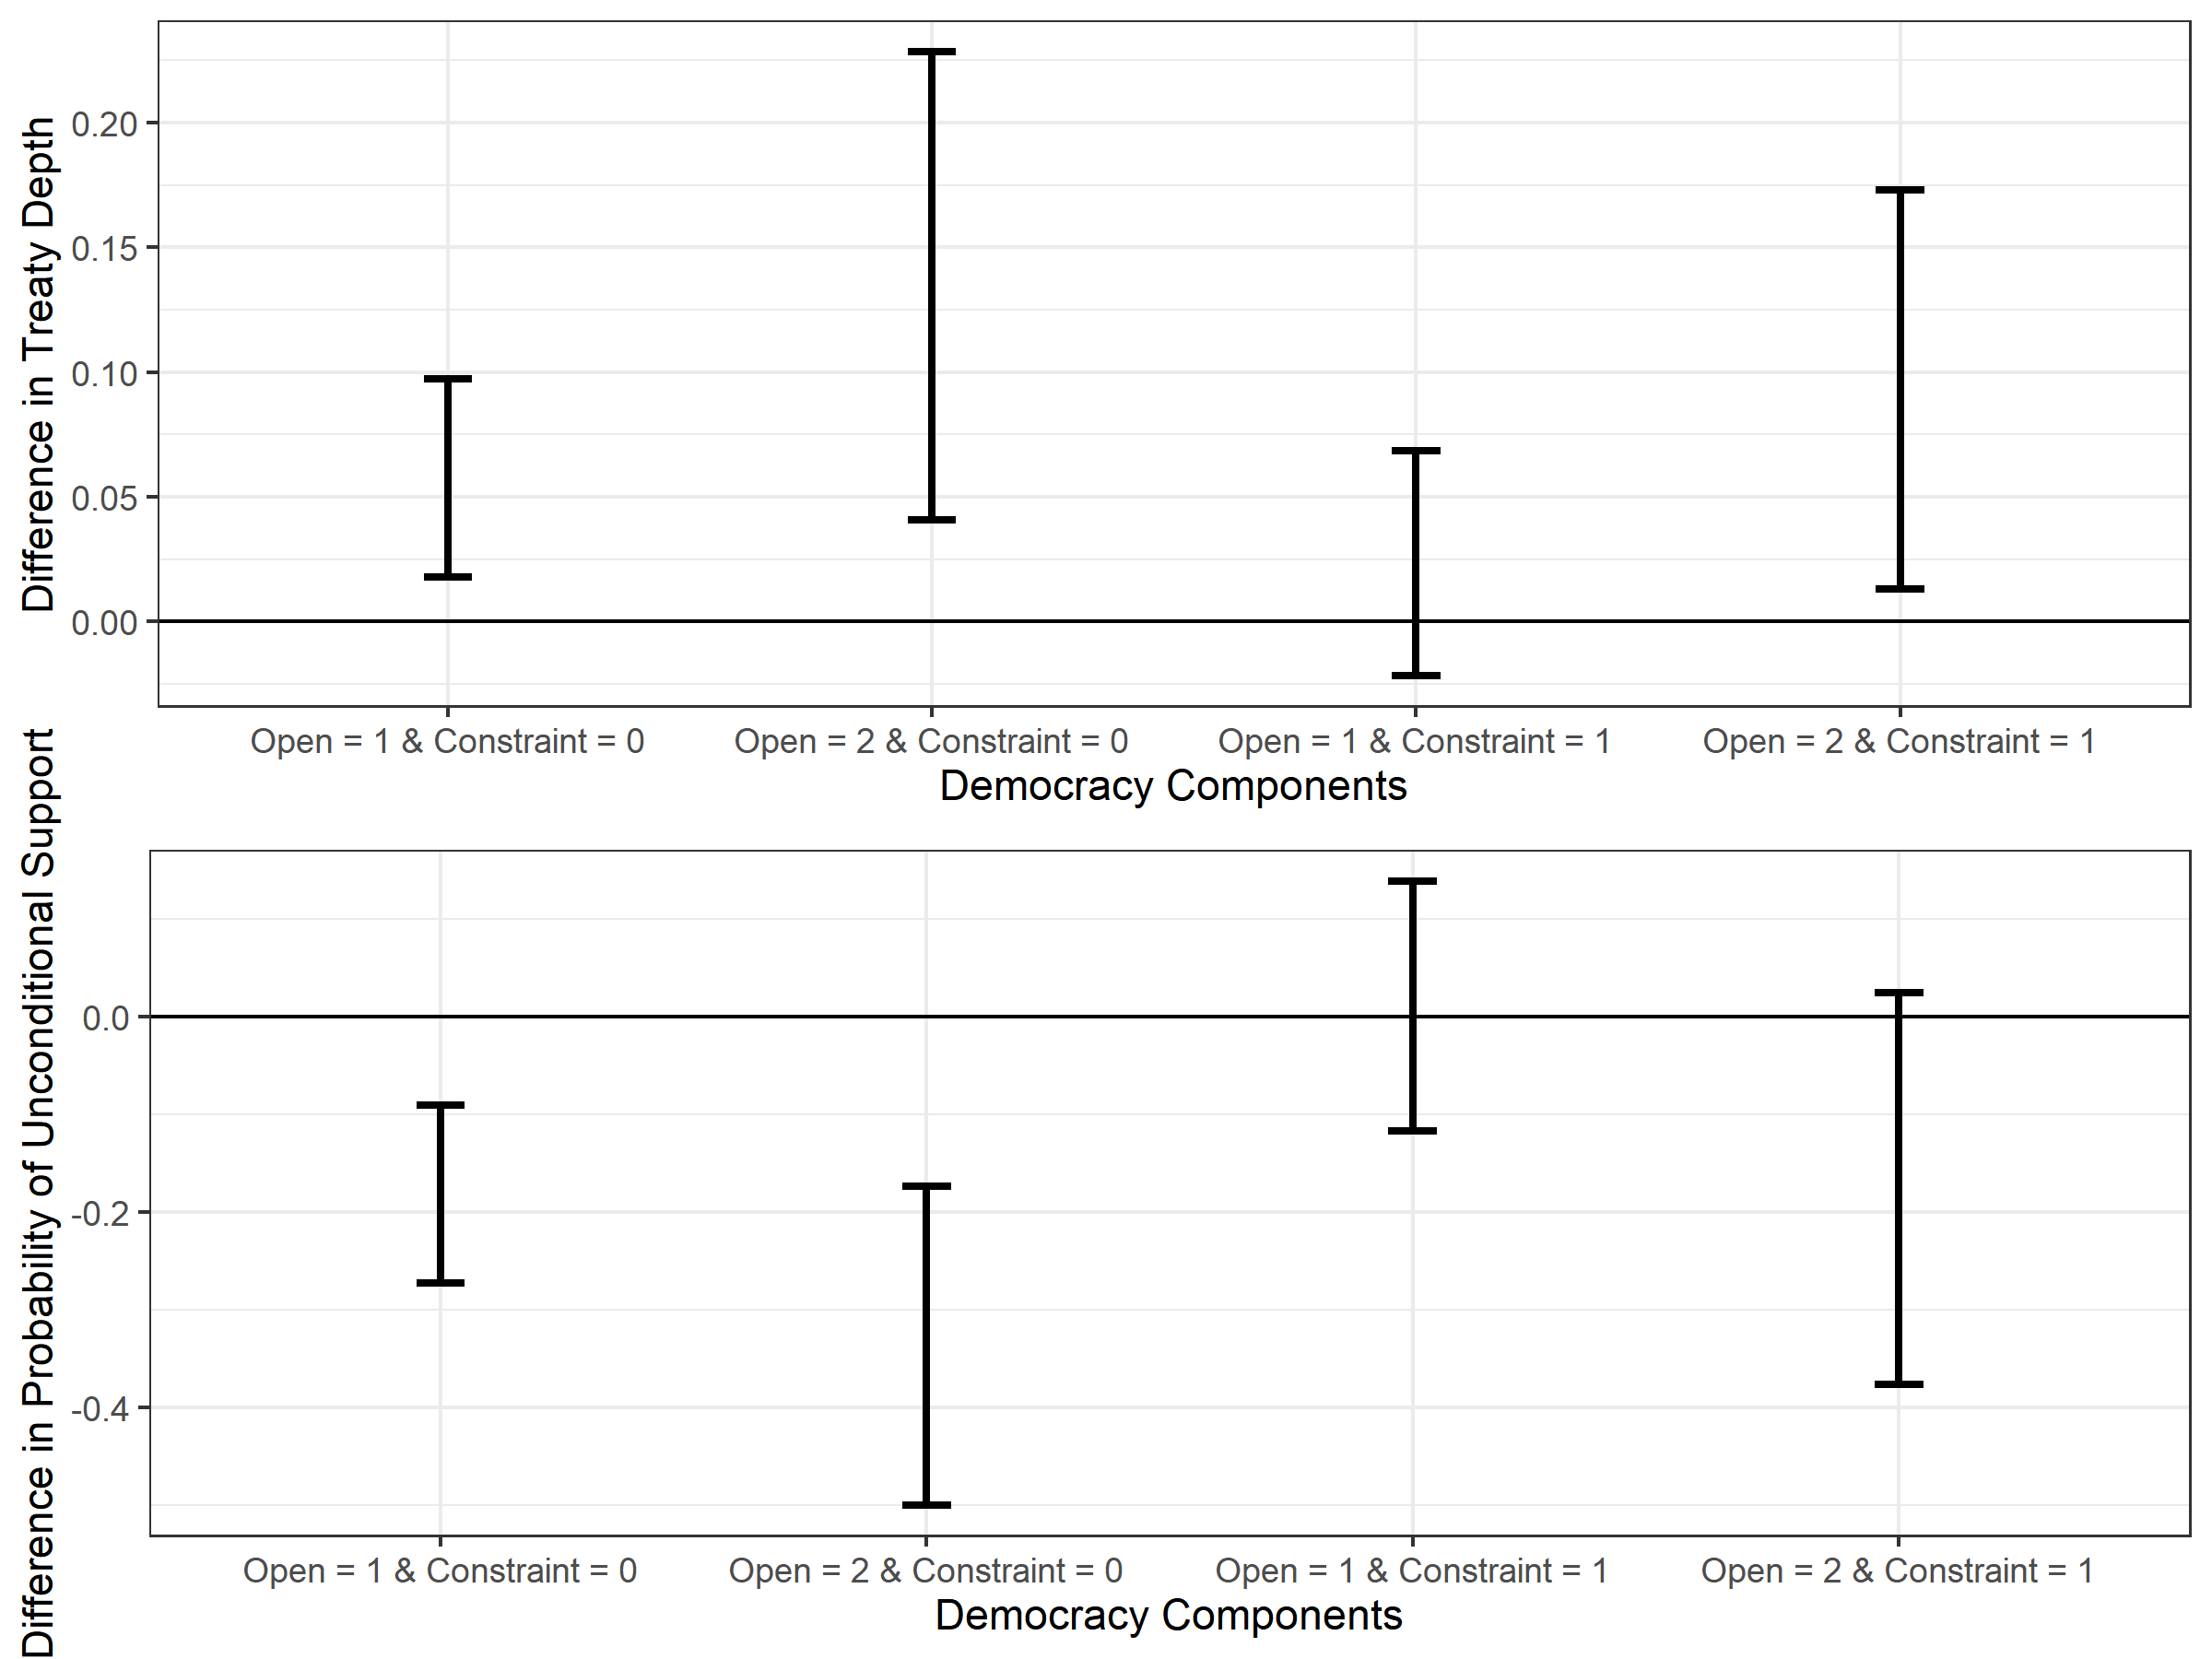 Difference in Treaty Depth
0.20
0.15
0.10
0.05
0.00
Open = 1 & Constraint = 0
Open = 2 & Constraint = 0
Open = 1 & Constraint = 1
Open = 2 & Constraint = 1
Democracy Components
Difference in Probability of Unconditional Support
0.0
-0.2
-0.4
Open = 1 & Constraint = 0
Open = 2 & Constraint = 0
Open = 1 & Constraint = 1
Open = 2 & Constraint = 1
Democracy Components